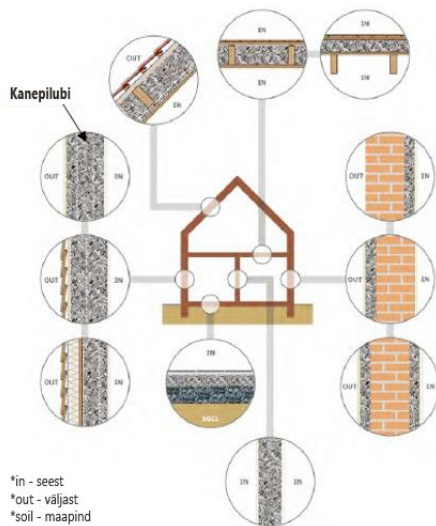 IN
IN
OUT
IN
IN
IN
Kanepilubi
OUT
IN
OUT
IN
OUT
IN
OUT
IN
IN
OUT
IN
OUT
IN
SOIL
IN
IN
*in - seest
*out - väljast
*soil - maapind